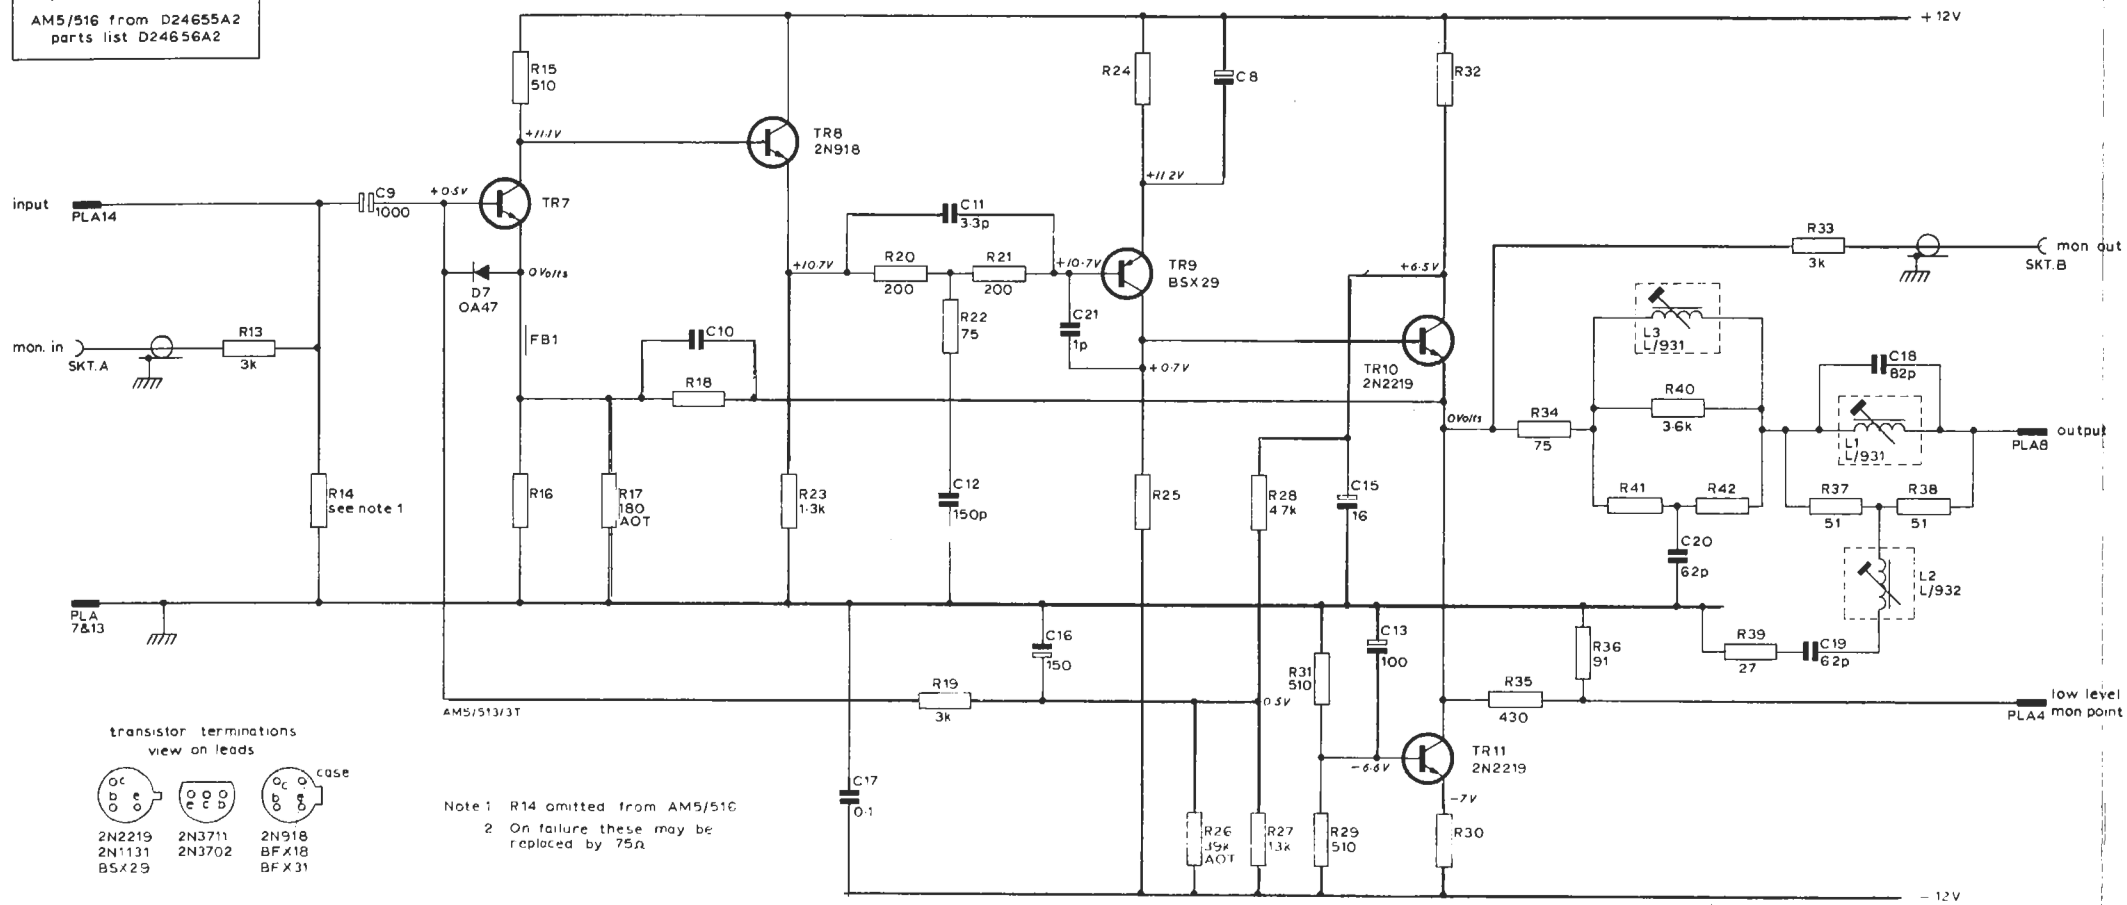 AM5/516 from D24655A2
parts list D24656A2
+12V
R15
510
R24
C8
R32
+11.1V
TR8
2N918
+11.2V
input
PLA14
C9
1000
+0.5V
TR7
C11
3.3p
R33
3k
mon out
SKT.B
D7
OA47
0Volts
+10.7V
R20
200
R21
200
+10.7V
TR9
BSX29
+6.5V
FB1
C10
R22
75
C21
1p
L3
L/931
mon. in
SKT.A
R13
3k
R18
+0.7V
TR10
2N2219
C18
82p
R40
3.6k
L1
L/931
0Volts
R34
75
output
PLA8
R14
see note 1
R16
R17
180
AOT
R23
1.3k
C12
150p
R25
R28
47k
C15
16
R41
R42
R37
51
R38
51
C20
62p
L2
L/932
PLA
7&13
C16
150
R31
510
C13
100
R36
91
R39
27
C19
62p
AM5/513/3T
R19
3k
0.5V
R35
430
PLA4
low level
mon point
transistor terminations
view on leads
c
b e
e c b
c
b e
case
2N2219
2N1131
BSX29
2N3711
2N3702
2N918
BFX18
BFX31
Note 1 R14 omitted from AM5/516
2 On failure these may be
replaced by 75Ω
C17
0.1
-6.6V
TR11
2N2219
-7V
R26
39k
AOT
R27
13k
R29
510
R30
-12V